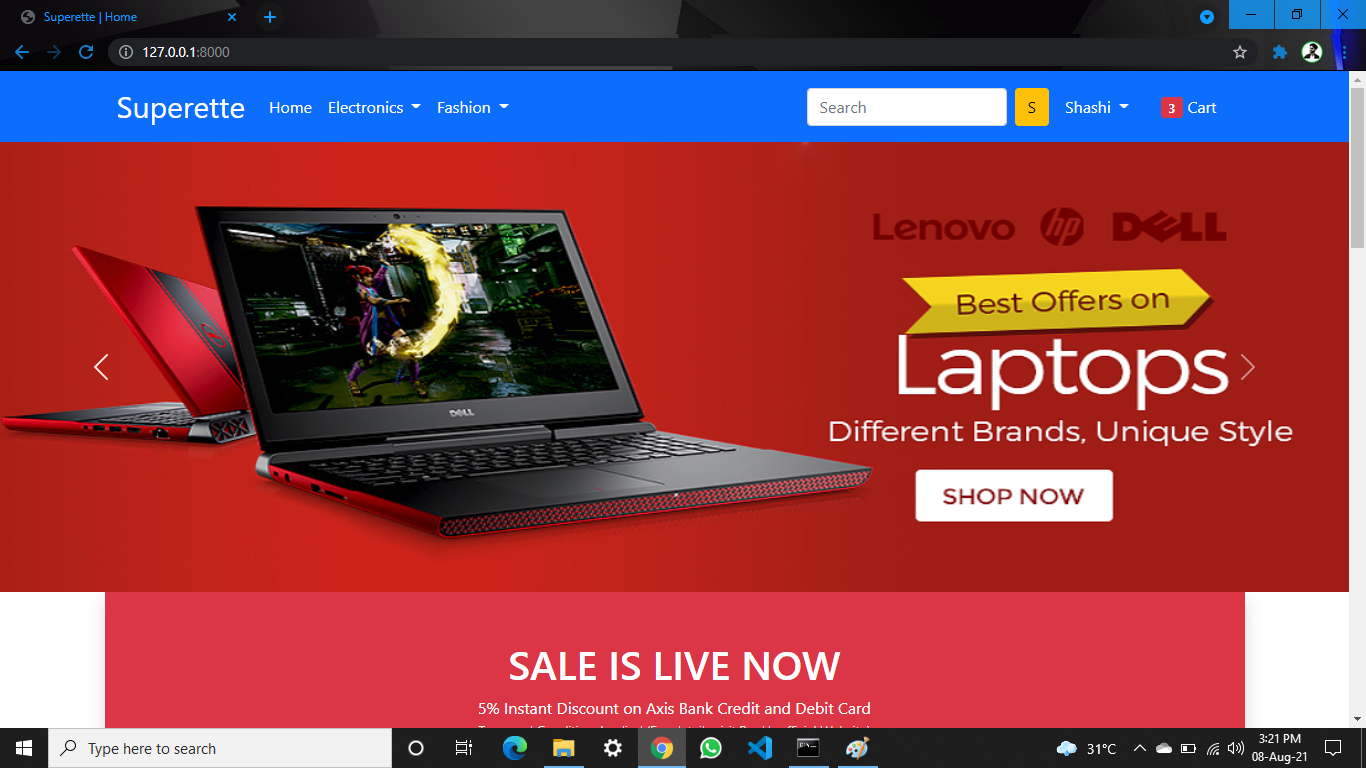 Superette | Home
127.0.0.1:8000
Superette Home Electronics Fashion Search S Shashi 3 Cart
Lenovo hp DELL
Best Offers on
Laptops
DELL
Different Brands, Unique Style
SHOP NOW
SALE IS LIVE NOW
5% Instant Discount on Axis Bank Credit and Debit Card
Type here to search
31°C
3:21 PM
08-Aug-21